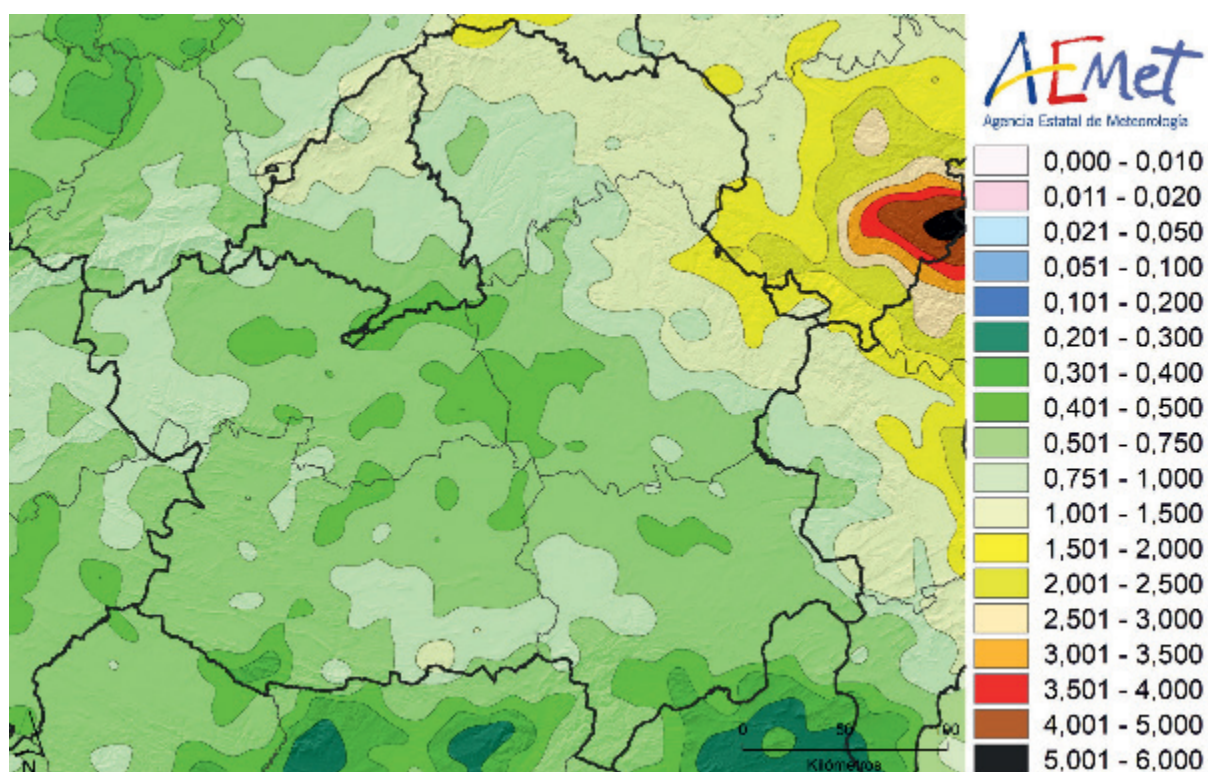 AEMet
Agencia Estatal de Meteorología
0,000 - 0,010
0,011 - 0,020
0,021 - 0,050
0,051 - 0,100
0,101 - 0,200
0,201 - 0,300
0,301 - 0,400
0,401 - 0,500
0,501 - 0,750
0,751 - 1,000
1,001 - 1,500
1,501 - 2,000
2,001 - 2,500
2,501 - 3,000
3,001 - 3,500
3,501 - 4,000
4,001 - 5,000
5,001 - 6,000
0 50
Kilómetros
N